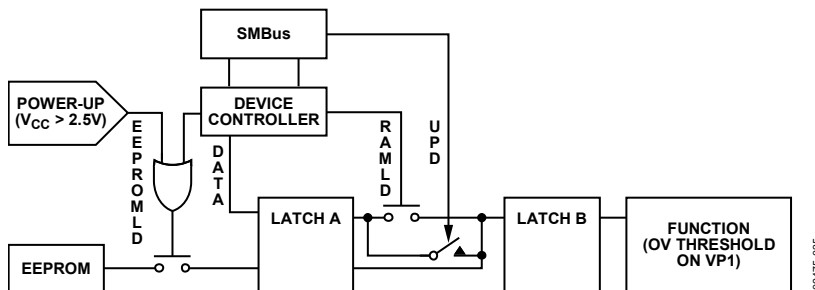 SMBus
POWER-UP
(VCC > 2.5V)
EEPROMLD
DEVICE
CONTROLLER
DATA
RAMLD
UPD
LATCH A
LATCH B
FUNCTION
(OV THRESHOLD
ON VP1)
EEPROM